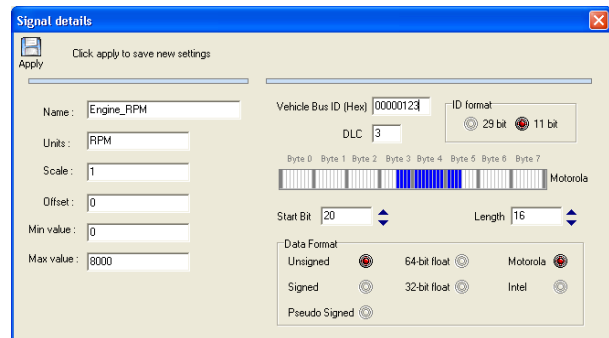 Signal details
Apply
Click apply to save new settings
Name : Engine_RPM
Units : RPM
Scale : 1
Offset : 0
Min value : 0
Max value : 8000
Vehicle Bus ID (Hex) 00000123
DLC 3
ID format
29 bit 11 bit
Byte 0 Byte 1 Byte 2 Byte 3 Byte 4 Byte 5 Byte 6 Byte 7
Motorola
Start Bit 20 Length 16
Data Format
Unsigned 64-bit float Motorola
Signed 32-bit float Intel
Pseudo Signed